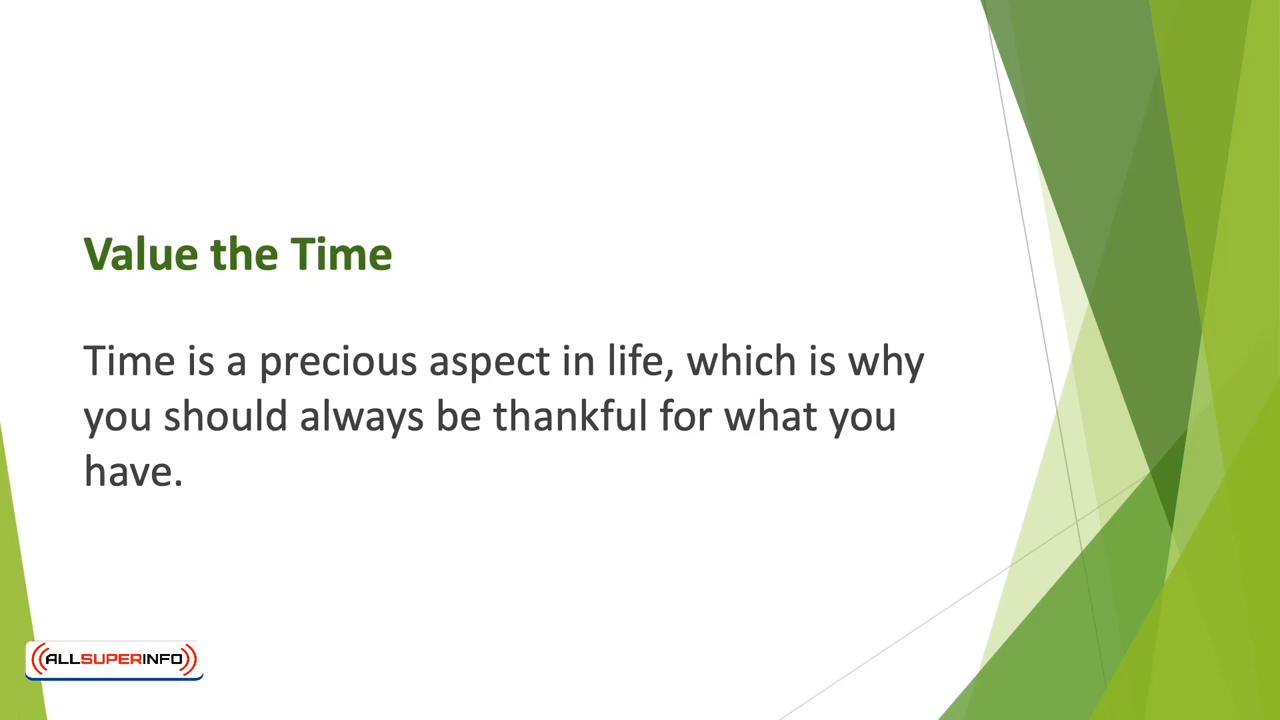 Value the Time
Time is a precious aspect in life, which is why
you should always be thankful for what you
have.
ALLSUPERINFO